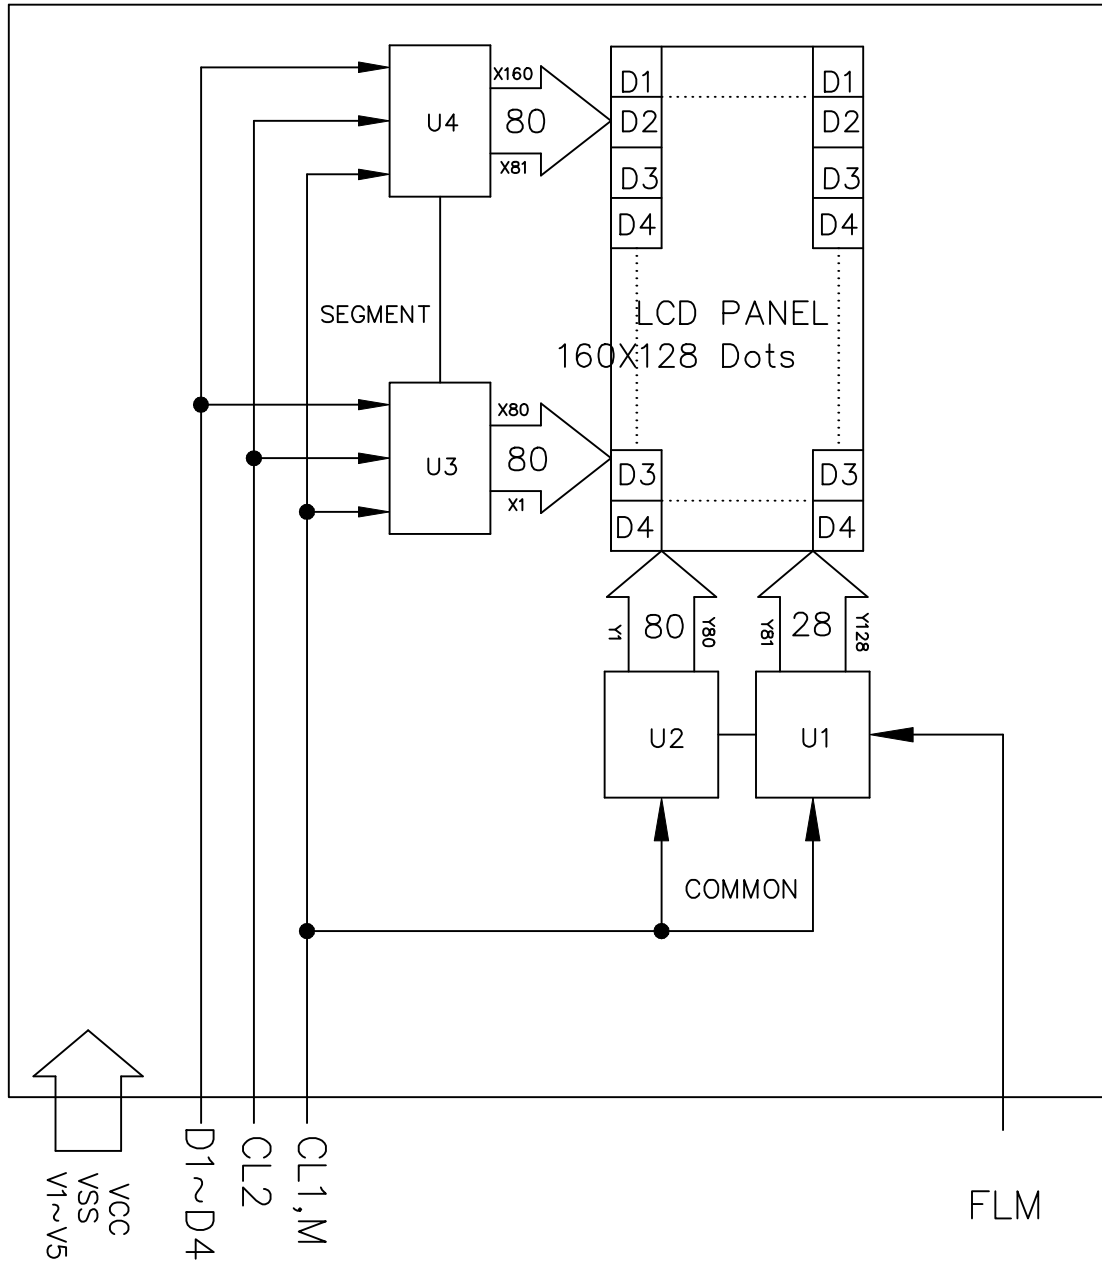 X160
U4
80
X81
D1
D1
D2
D2
D3
D3
D4
D4
SEGMENT
LCD PANEL
160X128 Dots
X80
U3
80
X1
D3
D3
D4
D4
Y1
80
Y80
Y81
28
Y128
U2
U1
COMMON
VCC
VSS
V1~V5
D1~D4
CL2
CL1,M
FLM